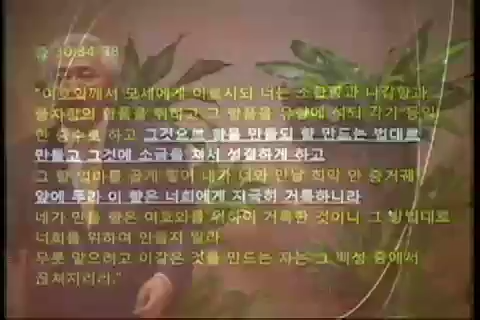 출 30:34-38
"여호와께서 모세에게 이르시되 너는 소합향과 나감향과
풍자향의 향품을 취하고 그 향품을 유향에 섞되 각기 동일
한 중수로 하고 그것으로 향을 만들되 향 만드는 법대로
만들고 그것에 소금을 쳐서 성결하게 하고
그 향 얼마를 곱게 찧어 내가 너와 만날 회막 안 증거궤
앞에 두라 이 향은 너희에게 지극히 거룩하니라
네가 만들 향은 여호와를 위하여 거룩한 것이니 그 방법대로
너희를 위하여 만들지 말라
무릇 맡으려고 이같은 것을 만드는 자는 그 백성 중에서
끊쳐지리라."